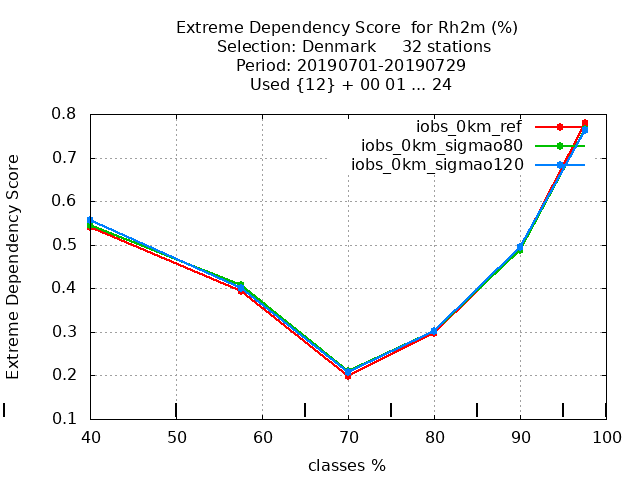 Extreme Dependency Score  for Rh2m (%)
Selection: Denmark     32 stations
Period: 20190701-20190729
Used {12} + 00 01 ... 24
Extreme Dependency Score
0.8
0.7
0.6
0.5
0.4
0.3
0.2
0.1
iobs_0km_ref
iobs_0km_sigmao80
iobs_0km_sigmao120
40 50 60 70 80 90 100
classes %